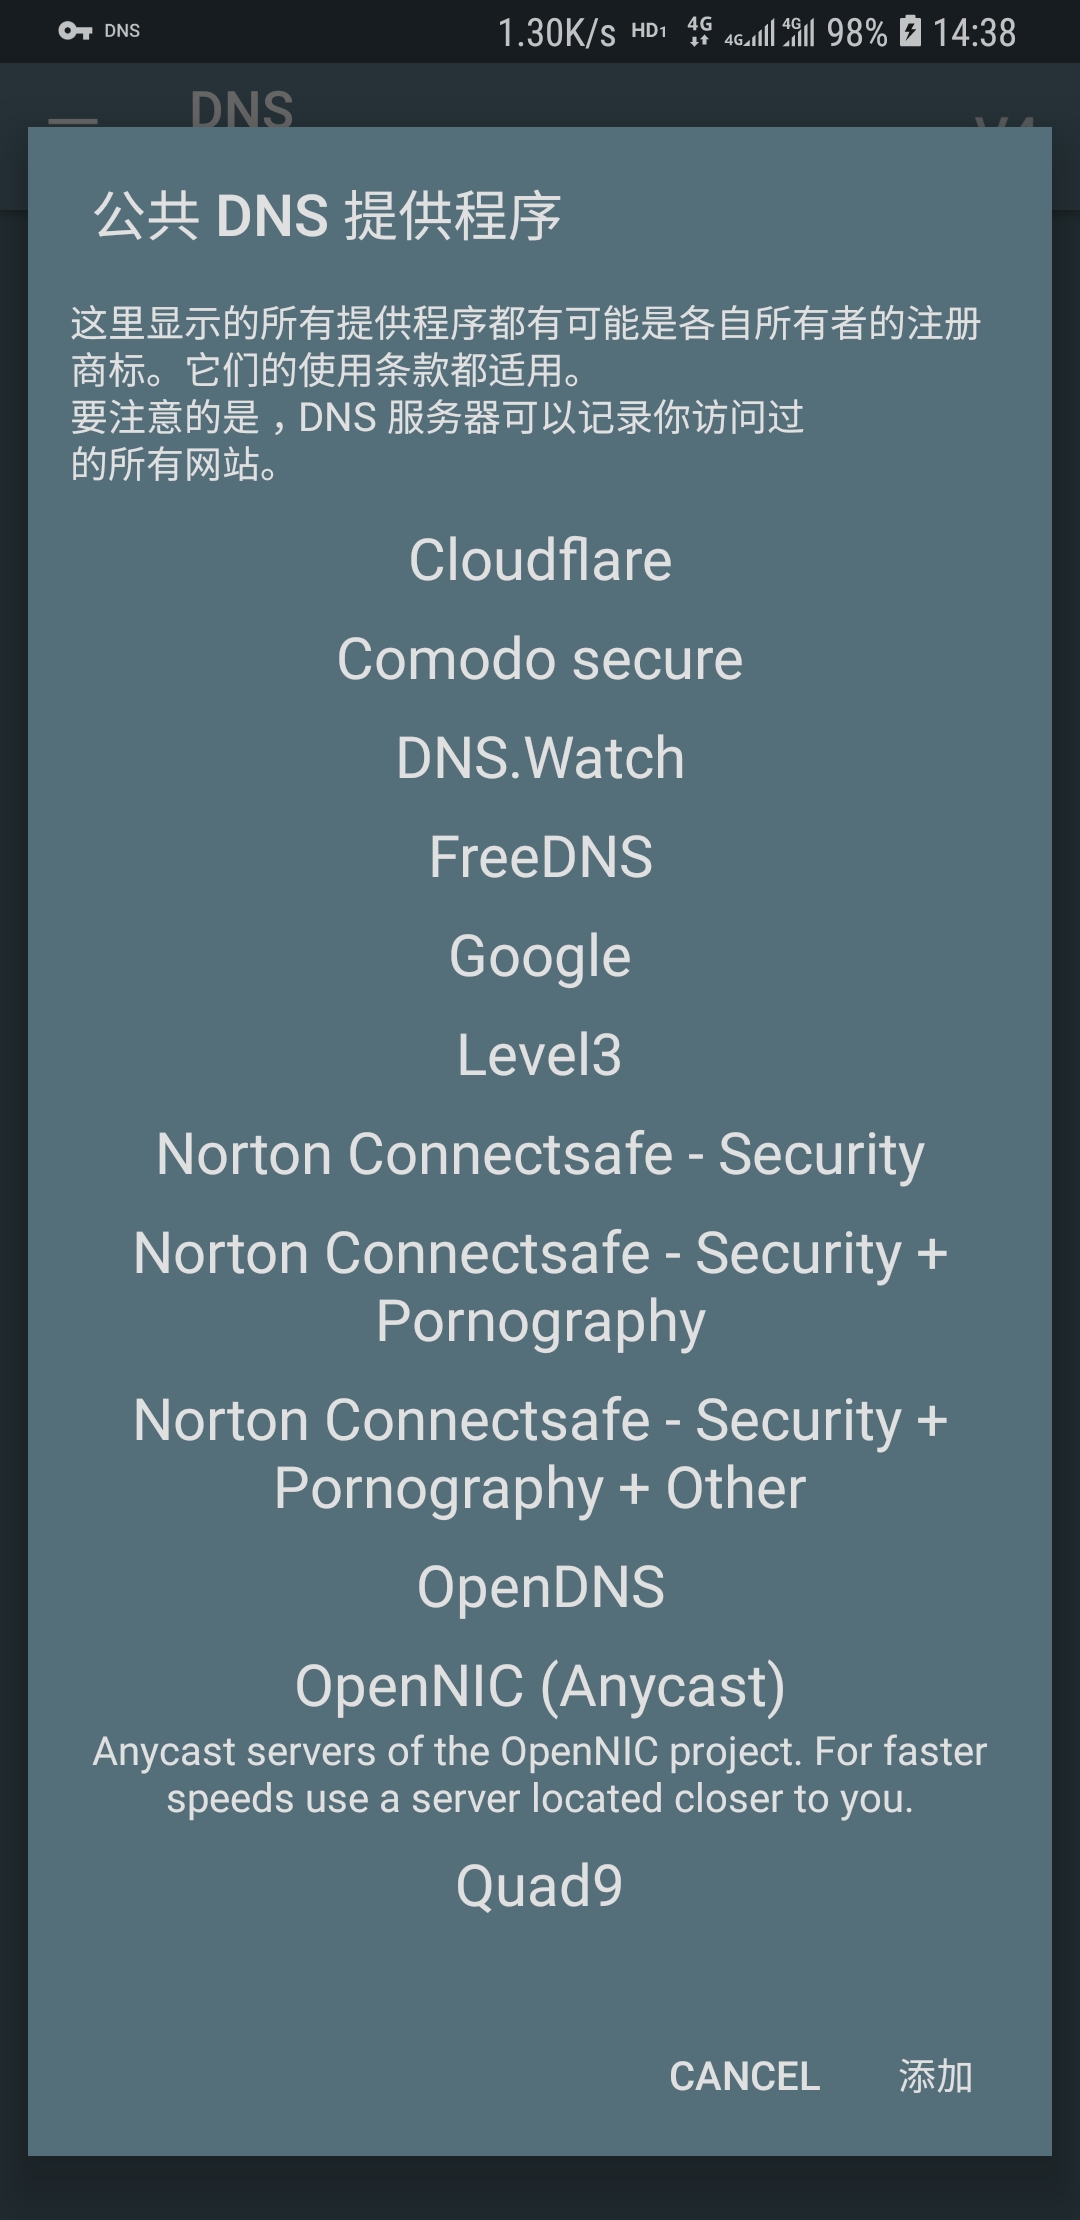 DNS 1.30K/s HD1 4G 4G 4G 98% 14:38
DNS
公共 DNS 提供程序
这里显示的所有提供程序都有可能是各自所有者的注册
商标。它们的使用条款都适用。
要注意的是，DNS 服务器可以记录你访问过
的所有网站。
Cloudflare
Comodo secure
DNS.Watch
FreeDNS
Google
Level3
Norton Connectsafe - Security
Norton Connectsafe - Security +
Pornography
Norton Connectsafe - Security +
Pornography + Other
OpenDNS
OpenNIC (Anycast)
Anycast servers of the OpenNIC project. For faster
speeds use a server located closer to you.
Quad9
CANCEL 添加